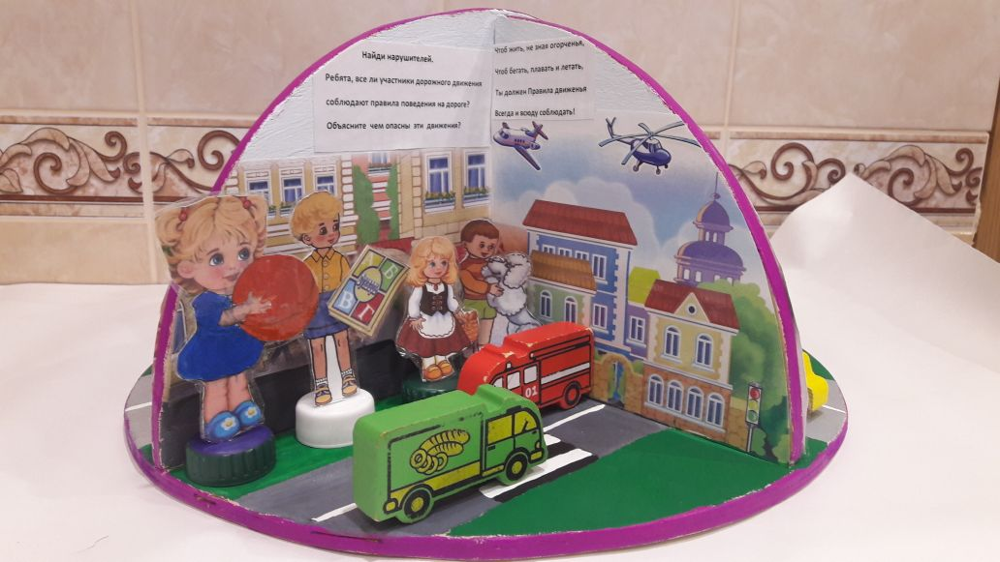 Найди нарушителей.
Ребята, все ли участники дорожного движения
соблюдают правила поведения на дороге?
Объясните чем опасны эти движения?
Чтоб жить, не зная огорченья,
Чтоб бегать, плавать и летать,
Ты должен Правила движенья
Всегда и всюду соблюдать!
Б
В Г
01